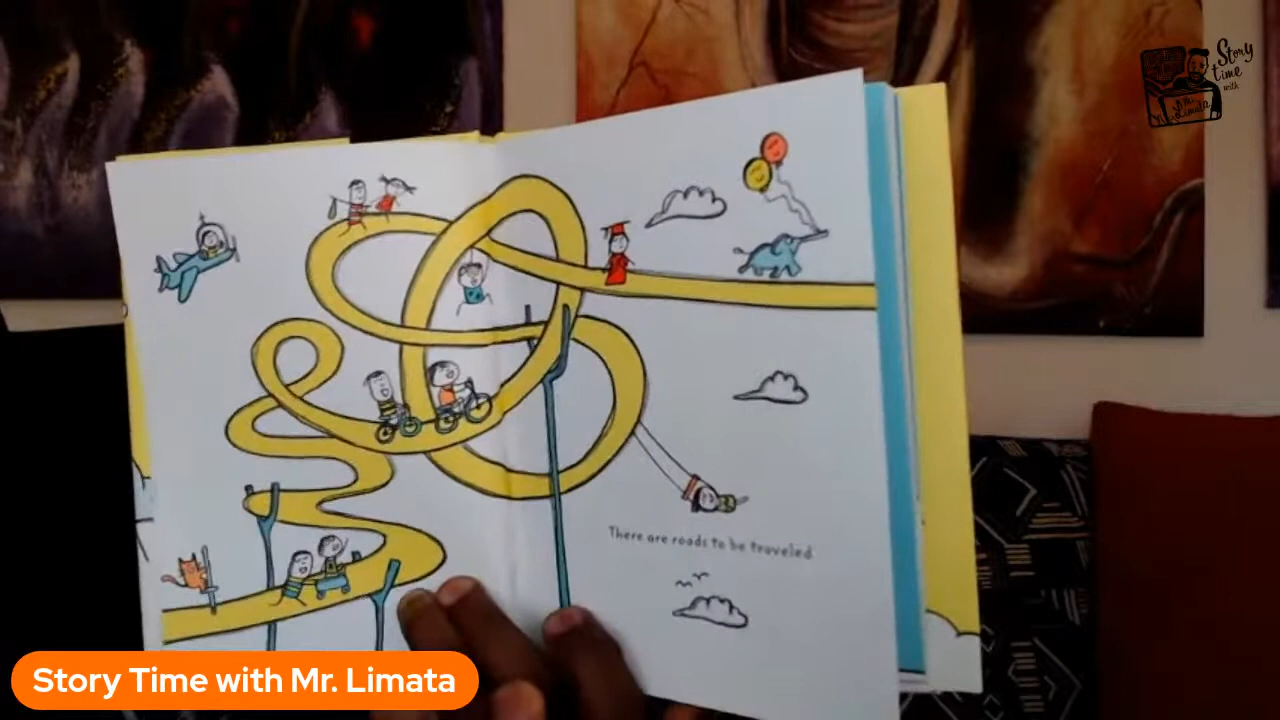 Story
time
with
Mr.
Limata
There are roads to be traveled
Story Time with Mr. Limata